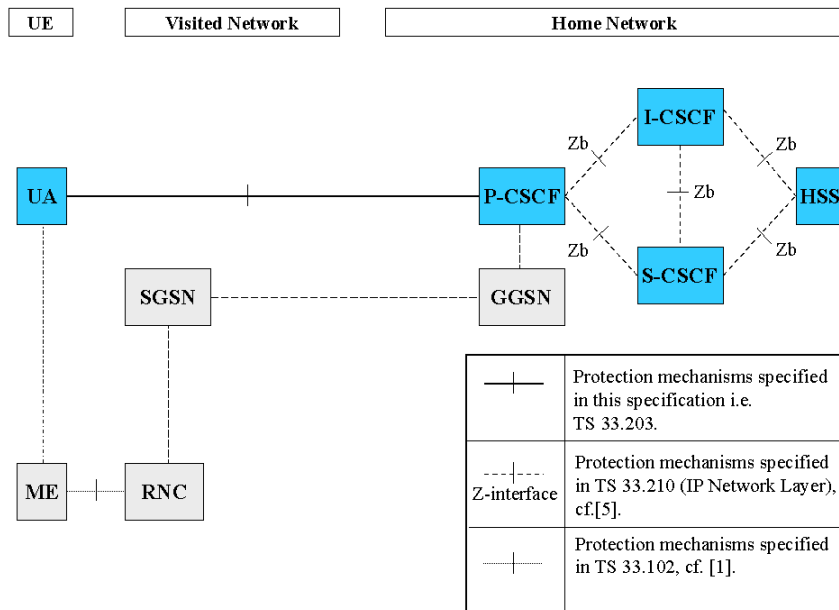 UE
Visited Network
Home Network
I-CSCF
Zb
Zb
UA
P-CSCF
Zb
HSS
Zb
Zb
S-CSCF
SGSN
GGSN
Protection mechanisms specified
in this specification i.e.
TS 33.203.
Z-interface
Protection mechanisms specified
in TS 33.210 (IP Network Layer),
cf.[5].
ME
RNC
Protection mechanisms specified
in TS 33.102, cf. [1].